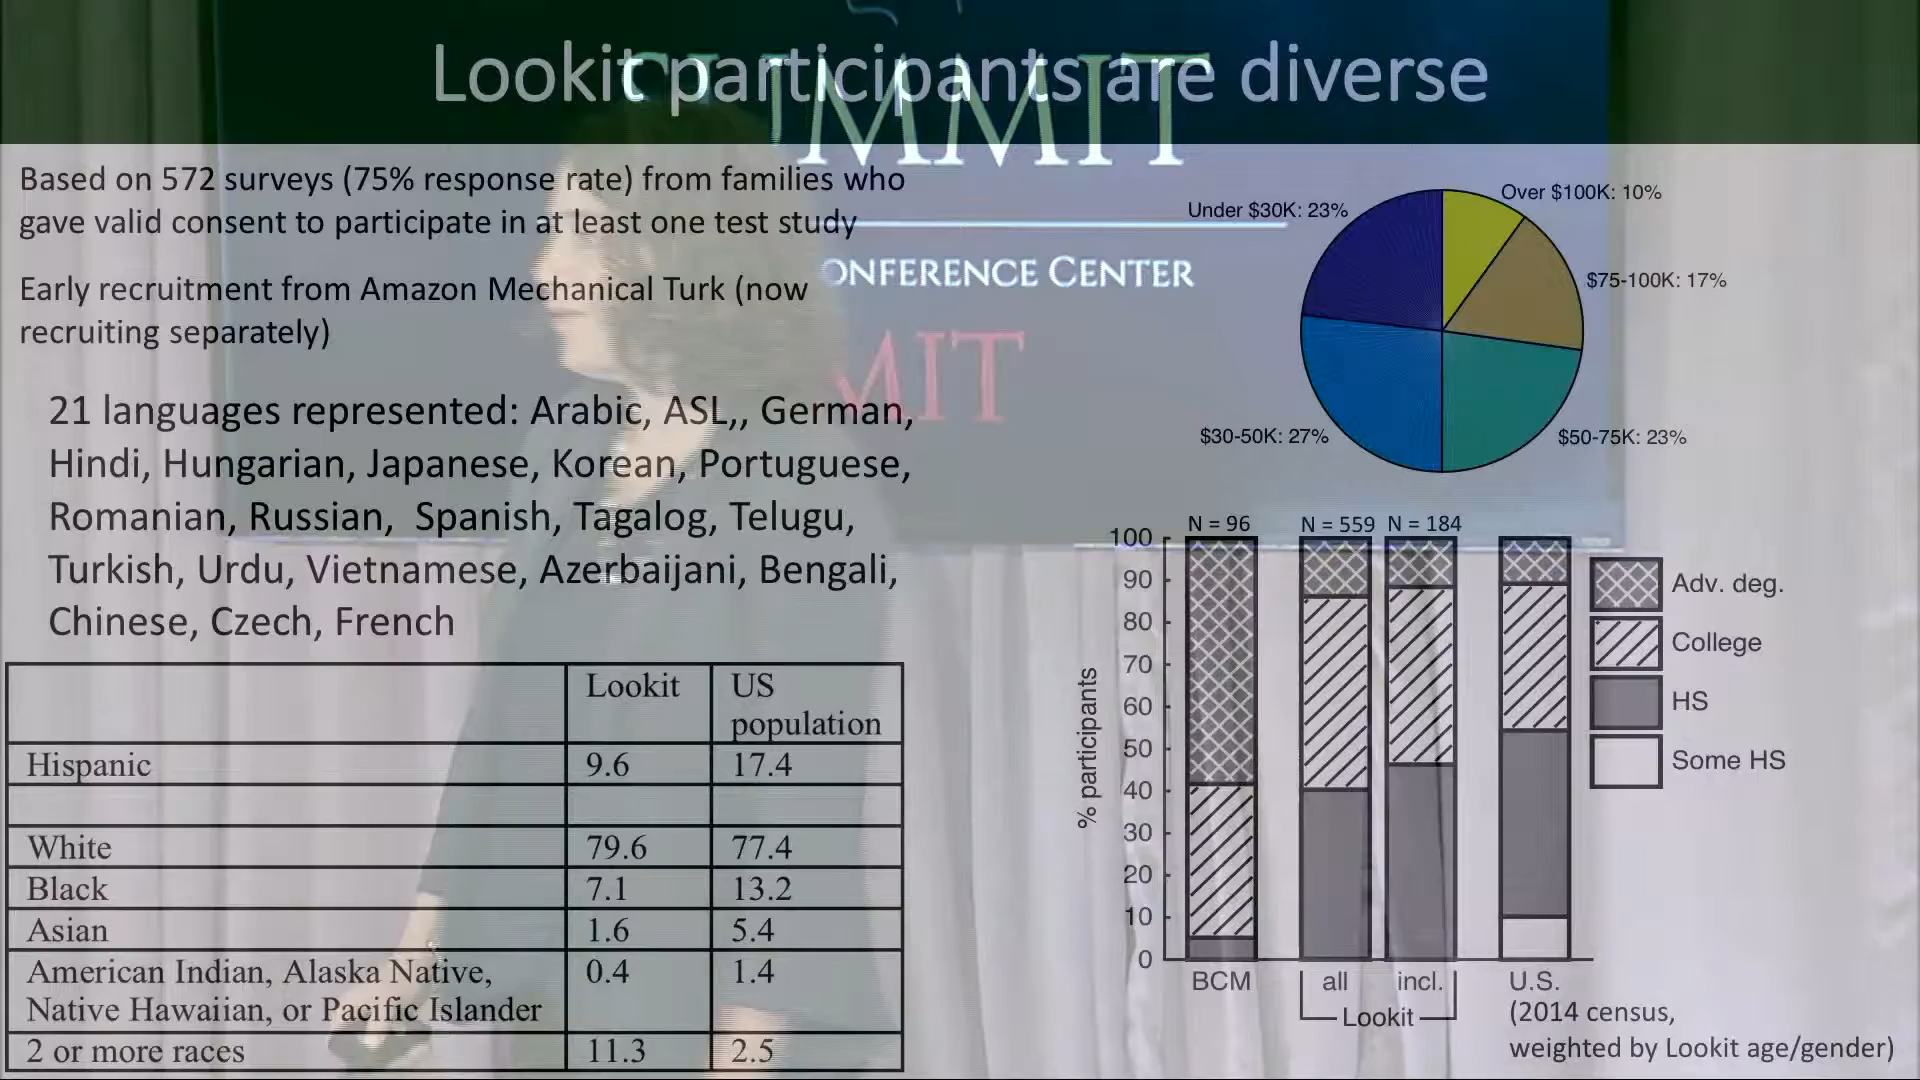 Lookit participants are diverse
SUMMIT
CONFERENCE CENTER
MIT
Based on 572 surveys (75% response rate) from families who
gave valid consent to participate in at least one test study
Early recruitment from Amazon Mechanical Turk (now
recruiting separately)
21 languages represented: Arabic, ASL,, German,
Hindi, Hungarian, Japanese, Korean, Portuguese,
Romanian, Russian, Spanish, Tagalog, Telugu,
Turkish, Urdu, Vietnamese, Azerbaijani, Bengali,
Chinese, Czech, French
Lookit US
population
Hispanic 9.6 17.4
White 79.6 77.4
Black 7.1 13.2
Asian 1.6 5.4
American Indian, Alaska Native, 0.4 1.4
Native Hawaiian, or Pacific Islander
2 or more races 11.3 2.5
Under $30K: 23%
Over $100K: 10%
$75-100K: 17%
$30-50K: 27%
$50-75K: 23%
N = 96 N = 559 N = 184
100
90
80
70
60
50
40
30
20
10
0
% participants
Adv. deg.
College
HS
Some HS
BCM all incl. U.S.
Lookit
(2014 census,
weighted by Lookit age/gender)